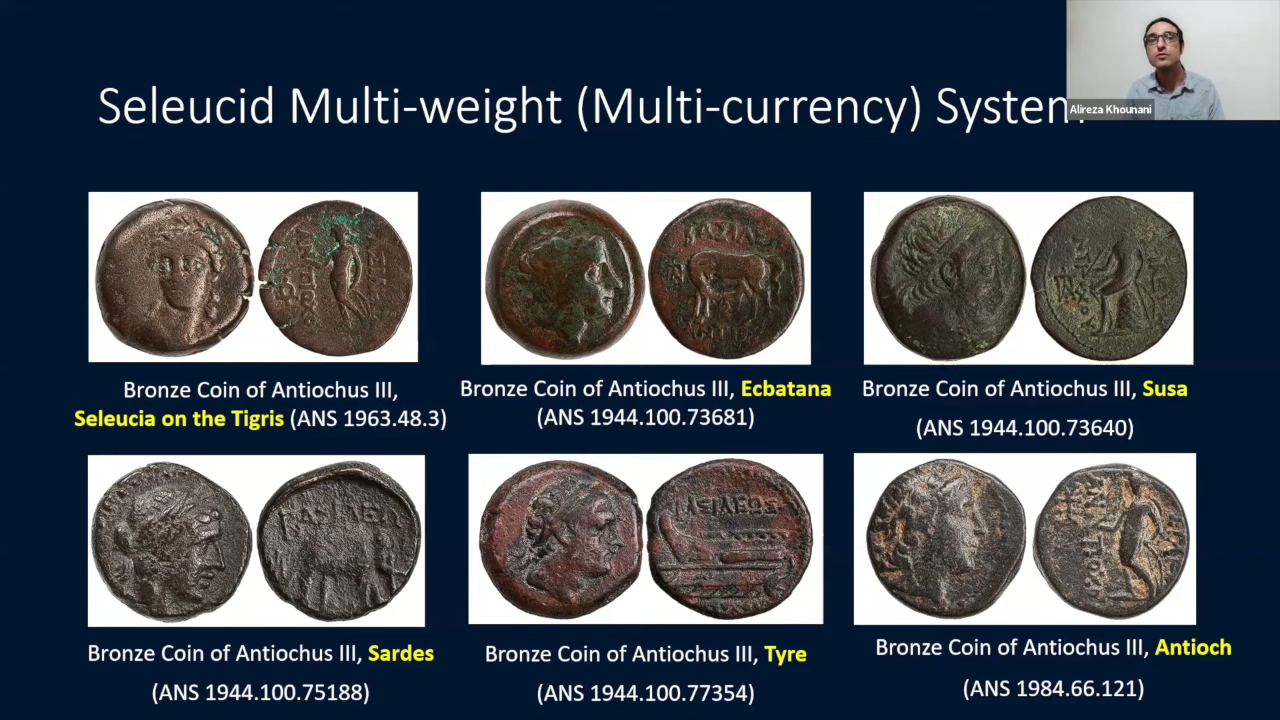 Seleucid Multi-weight (Multi-currency) System
Alireza Khounani
Bronze Coin of Antiochus III,
Seleucia on the Tigris (ANS 1963.48.3)
Bronze Coin of Antiochus III, Ecbatana
(ANS 1944.100.73681)
Bronze Coin of Antiochus III, Susa
(ANS 1944.100.73640)
ΒΑΣΙΛΕΩΣ
Bronze Coin of Antiochus III, Sardes
(ANS 1944.100.75188)
Bronze Coin of Antiochus III, Tyre
(ANS 1944.100.77354)
Bronze Coin of Antiochus III, Antioch
(ANS 1984.66.121)